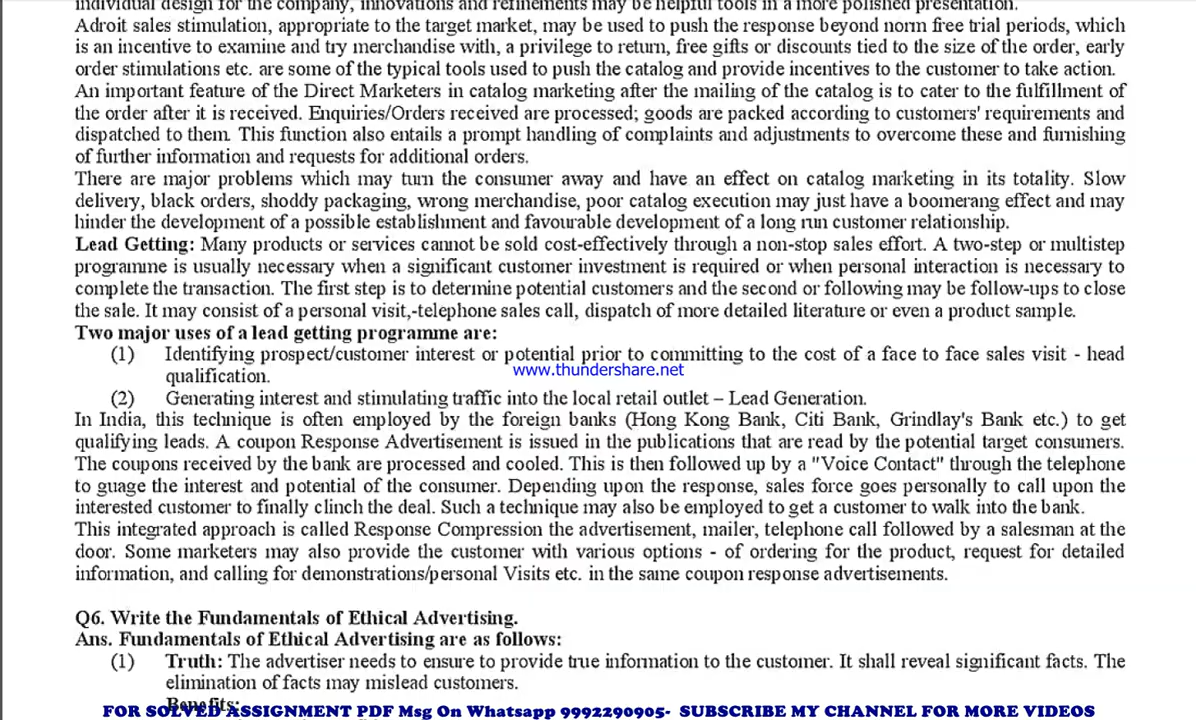 individual design for the company, innovations and refinements may be helpful tools in a more polished presentation.
Adroit sales stimulation, appropriate to the target market, may be used to push the response beyond norm free trial periods, which
is an incentive to examine and try merchandise with, a privilege to return, free gifts or discounts tied to the size of the order, early
order stimulations etc. are some of the typical tools used to push the catalog and provide incentives to the customer to take action.
An important feature of the Direct Marketers in catalog marketing after the mailing of the catalog is to cater to the fulfillment of
the order after it is received. Enquiries/Orders received are processed; goods are packed according to customers' requirements and
dispatched to them. This function also entails a prompt handling of complaints and adjustments to overcome these and furnishing
of further information and requests for additional orders.
There are major problems which may turn the consumer away and have an effect on catalog marketing in its totality. Slow
delivery, black orders, shoddy packaging, wrong merchandise, poor catalog execution may just have a boomerang effect and may
hinder the development of a possible establishment and favourable development of a long run customer relationship.
Lead Getting: Many products or services cannot be sold cost-effectively through a non-stop sales effort. A two-step or multistep
programme is usually necessary when a significant customer investment is required or when personal interaction is necessary to
complete the transaction. The first step is to determine potential customers and the second or following may be follow-ups to close
the sale. It may consist of a personal visit,-telephone sales call, dispatch of more detailed literature or even a product sample.
Two major uses of a lead getting programme are:
(1) Identifying prospect/customer interest or potential prior to committing to the cost of a face to face sales visit - head
www.thundershare.net
qualification.
(2) Generating interest and stimulating traffic into the local retail outlet – Lead Generation.
In India, this technique is often employed by the foreign banks (Hong Kong Bank, Citi Bank, Grindlay's Bank etc.) to get
qualifying leads. A coupon Response Advertisement is issued in the publications that are read by the potential target consumers.
The coupons received by the bank are processed and cooled. This is then followed up by a "Voice Contact" through the telephone
to guage the interest and potential of the consumer. Depending upon the response, sales force goes personally to call upon the
interested customer to finally clinch the deal. Such a technique may also be employed to get a customer to walk into the bank.
This integrated approach is called Response Compression the advertisement, mailer, telephone call followed by a salesman at the
door. Some marketers may also provide the customer with various options - of ordering for the product, request for detailed
information, and calling for demonstrations/personal Visits etc. in the same coupon response advertisements.
Q6. Write the Fundamentals of Ethical Advertising.
Ans. Fundamentals of Ethical Advertising are as follows:
(1) Truth: The advertiser needs to ensure to provide true information to the customer. It shall reveal significant facts. The
elimination of facts may mislead customers.
Benefits:
FOR SOLVED ASSIGNMENT PDF Msg On Whatsapp 9992290905- SUBSCRIBE MY CHANNEL FOR MORE VIDEOS